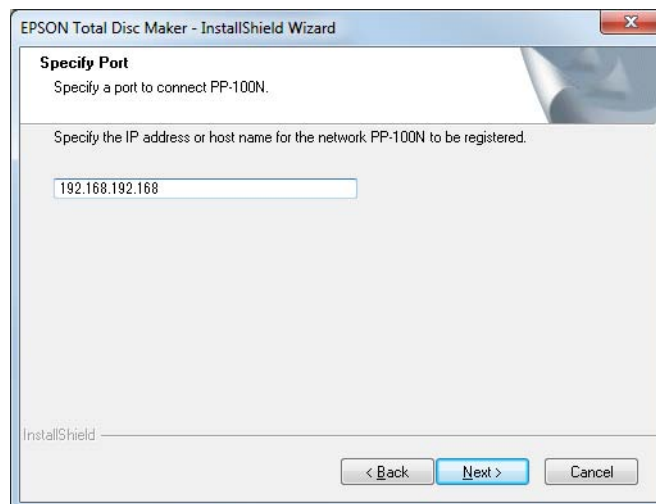 EPSON Total Disc Maker - InstallShield Wizard
Specify Port
Specify a port to connect PP-100N.
Specify the IP address or host name for the network PP-100N to be registered.
192.168.192.168
InstallShield
< Back
Next >
Cancel